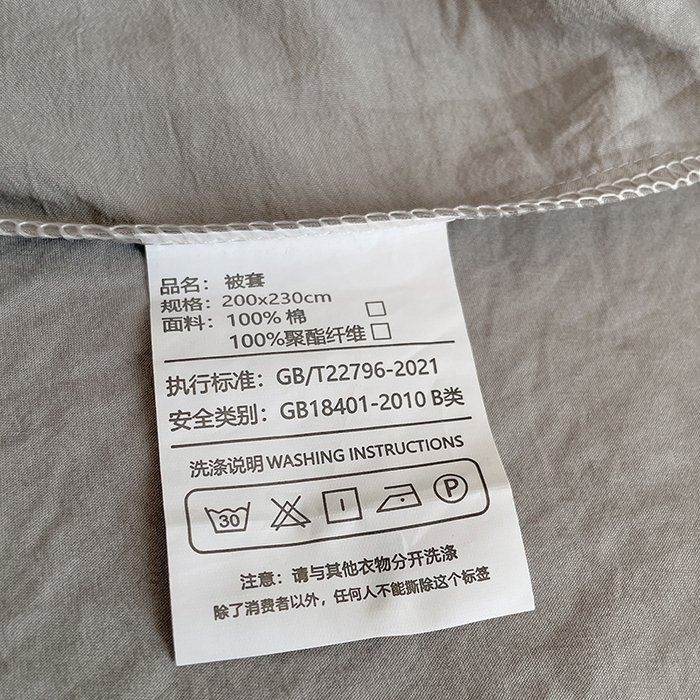 品名：被套
规格：200x230cm
面料：100% 棉 □
100%聚酯纤维 □
执行标准：GB/T22796-2021
安全类别：GB18401-2010 B类
洗涤说明 WASHING INSTRUCTIONS
30 P
注意：请与其他衣物分开洗涤
除了消费者以外，任何人不能撕除这个标签